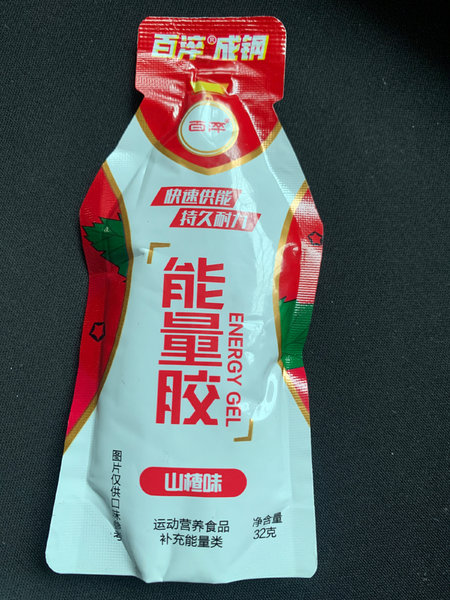 百淬®成钢
百淬
快速供能
持久耐力
能量胶
ENERGY GEL
山楂味
图片仅供口味参考
运动营养食品
补充能量类
净含量
32克